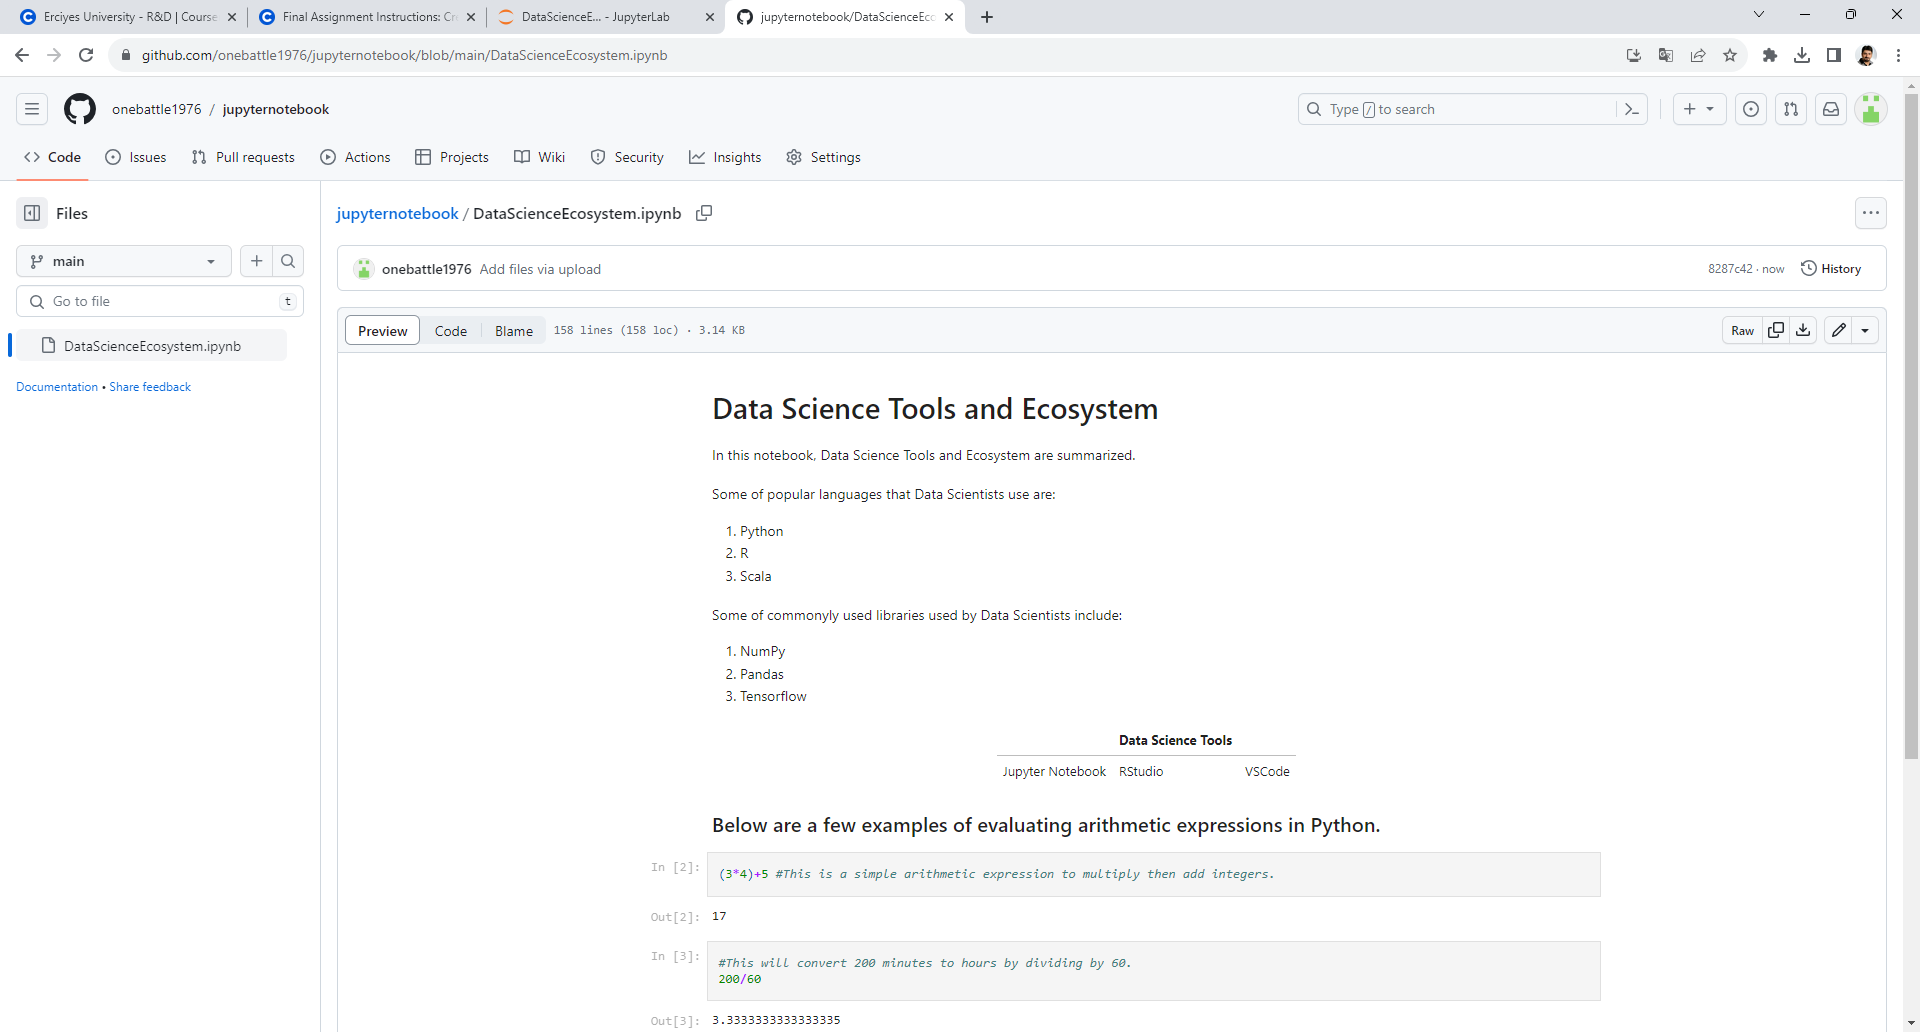 Erciyes University - R&D | Course
Final Assignment Instructions: Cr
DataScienceE... - JupyterLab
jupyternotebook/DataScienceEco
github.com/onebattle1976/jupyternotebook/blob/main/DataScienceEcosystem.ipynb
onebattle1976 / jupyternotebook
Type / to search
Code Issues Pull requests Actions Projects Wiki Security Insights Settings
Files
main
Go to file t
DataScienceEcosystem.ipynb
Documentation • Share feedback
jupyternotebook / DataScienceEcosystem.ipynb
onebattle1976 Add files via upload
8287c42 · now History
Preview Code Blame 158 lines (158 loc) · 3.14 KB
Raw
Data Science Tools and Ecosystem
In this notebook, Data Science Tools and Ecosystem are summarized.
Some of popular languages that Data Scientists use are:
1. Python
2. R
3. Scala
Some of commonyly used libraries used by Data Scientists include:
1. NumPy
2. Pandas
3. Tensorflow
Data Science Tools
Jupyter Notebook RStudio VSCode
Below are a few examples of evaluating arithmetic expressions in Python.
In [2]: (3*4)+5 #This is a simple arithmetic expression to multiply then add integers.
Out[2]: 17
In [3]: #This will convert 200 minutes to hours by dividing by 60.
200/60
Out[3]: 3.3333333333333335